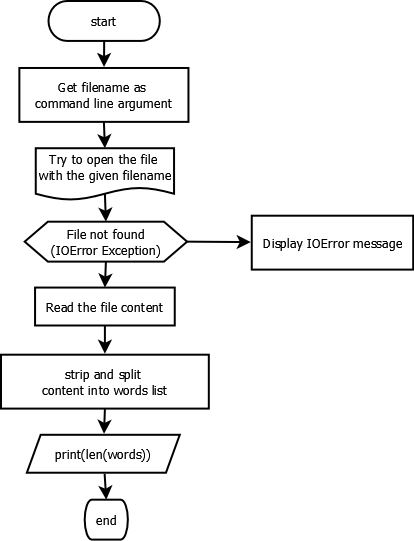 start
Get filename as
command line argument
Try to open the file
with the given filename
File not found
(IOError Exception)
Display IOError message
Read the file content
strip and split
content into words list
print(len(words))
end